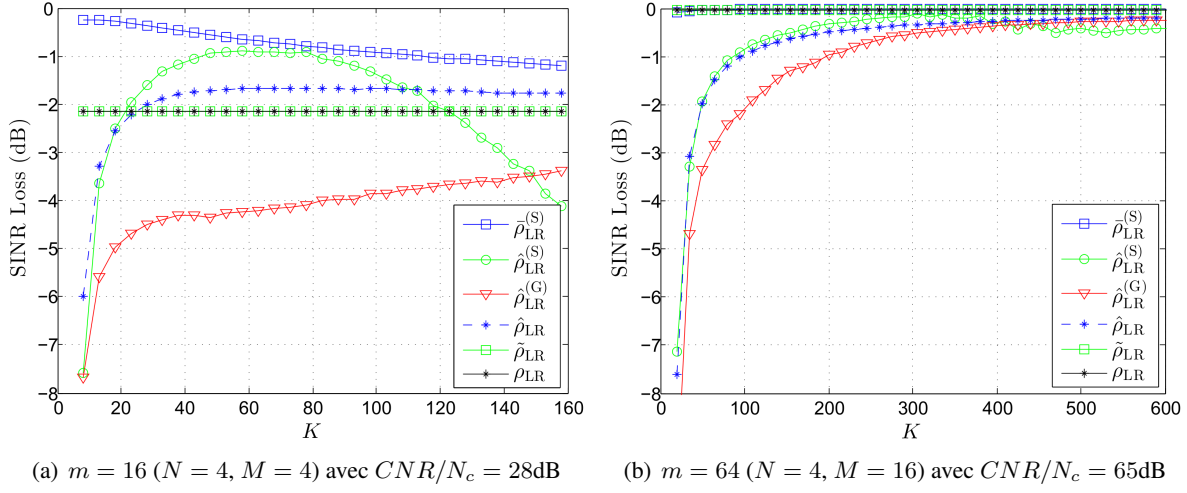 0
−1
−2
−3
−4
−5
−6
−7
−8
SINR Loss (dB)
0 20 40 60 80 100 120 140 160
K
ρ̄_LR^(S)
ρ̂_LR^(S)
ρ̂_LR^(G)
ρ̂_LR
ρ̃_LR
ρ_LR
(a) m = 16 (N = 4, M = 4) avec CNR/N_c = 28dB
0
−1
−2
−3
−4
−5
−6
−7
−8
SINR Loss (dB)
0 100 200 300 400 500 600
K
ρ̄_LR^(S)
ρ̂_LR^(S)
ρ̂_LR^(G)
ρ̂_LR
ρ̃_LR
ρ_LR
(b) m = 64 (N = 4, M = 16) avec CNR/N_c = 65dB